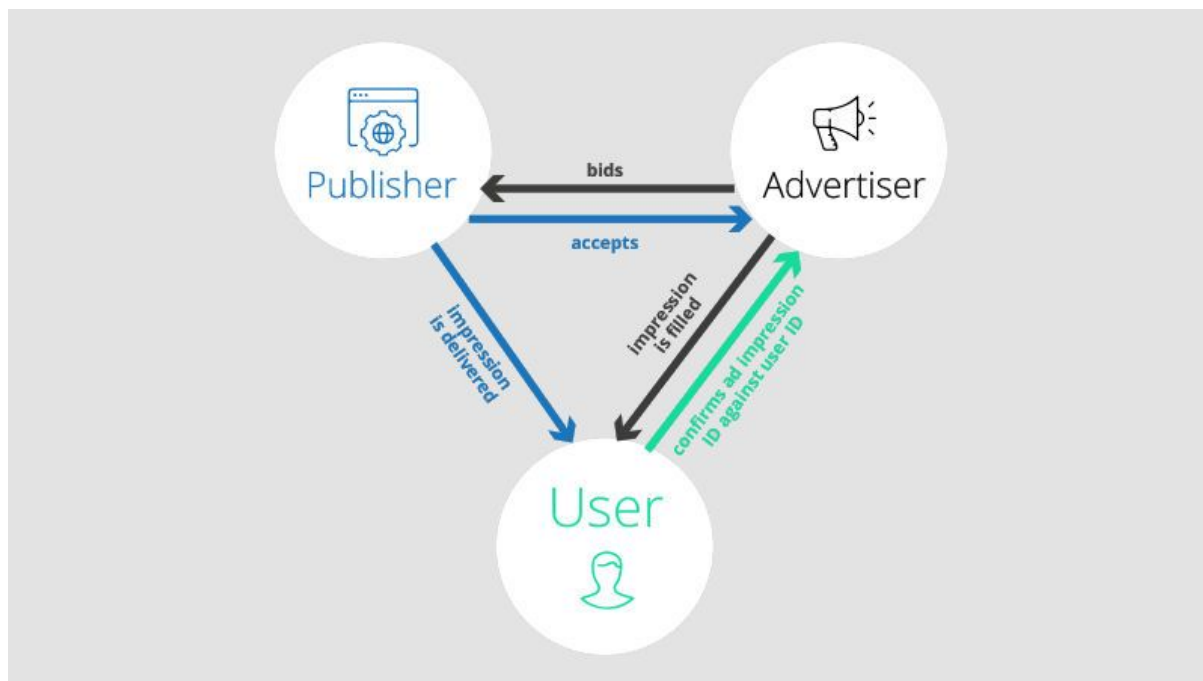 Publisher
Advertiser
bids
accepts
impression
is delivered
impression
is filled
confirms ad impression
ID against user ID
User